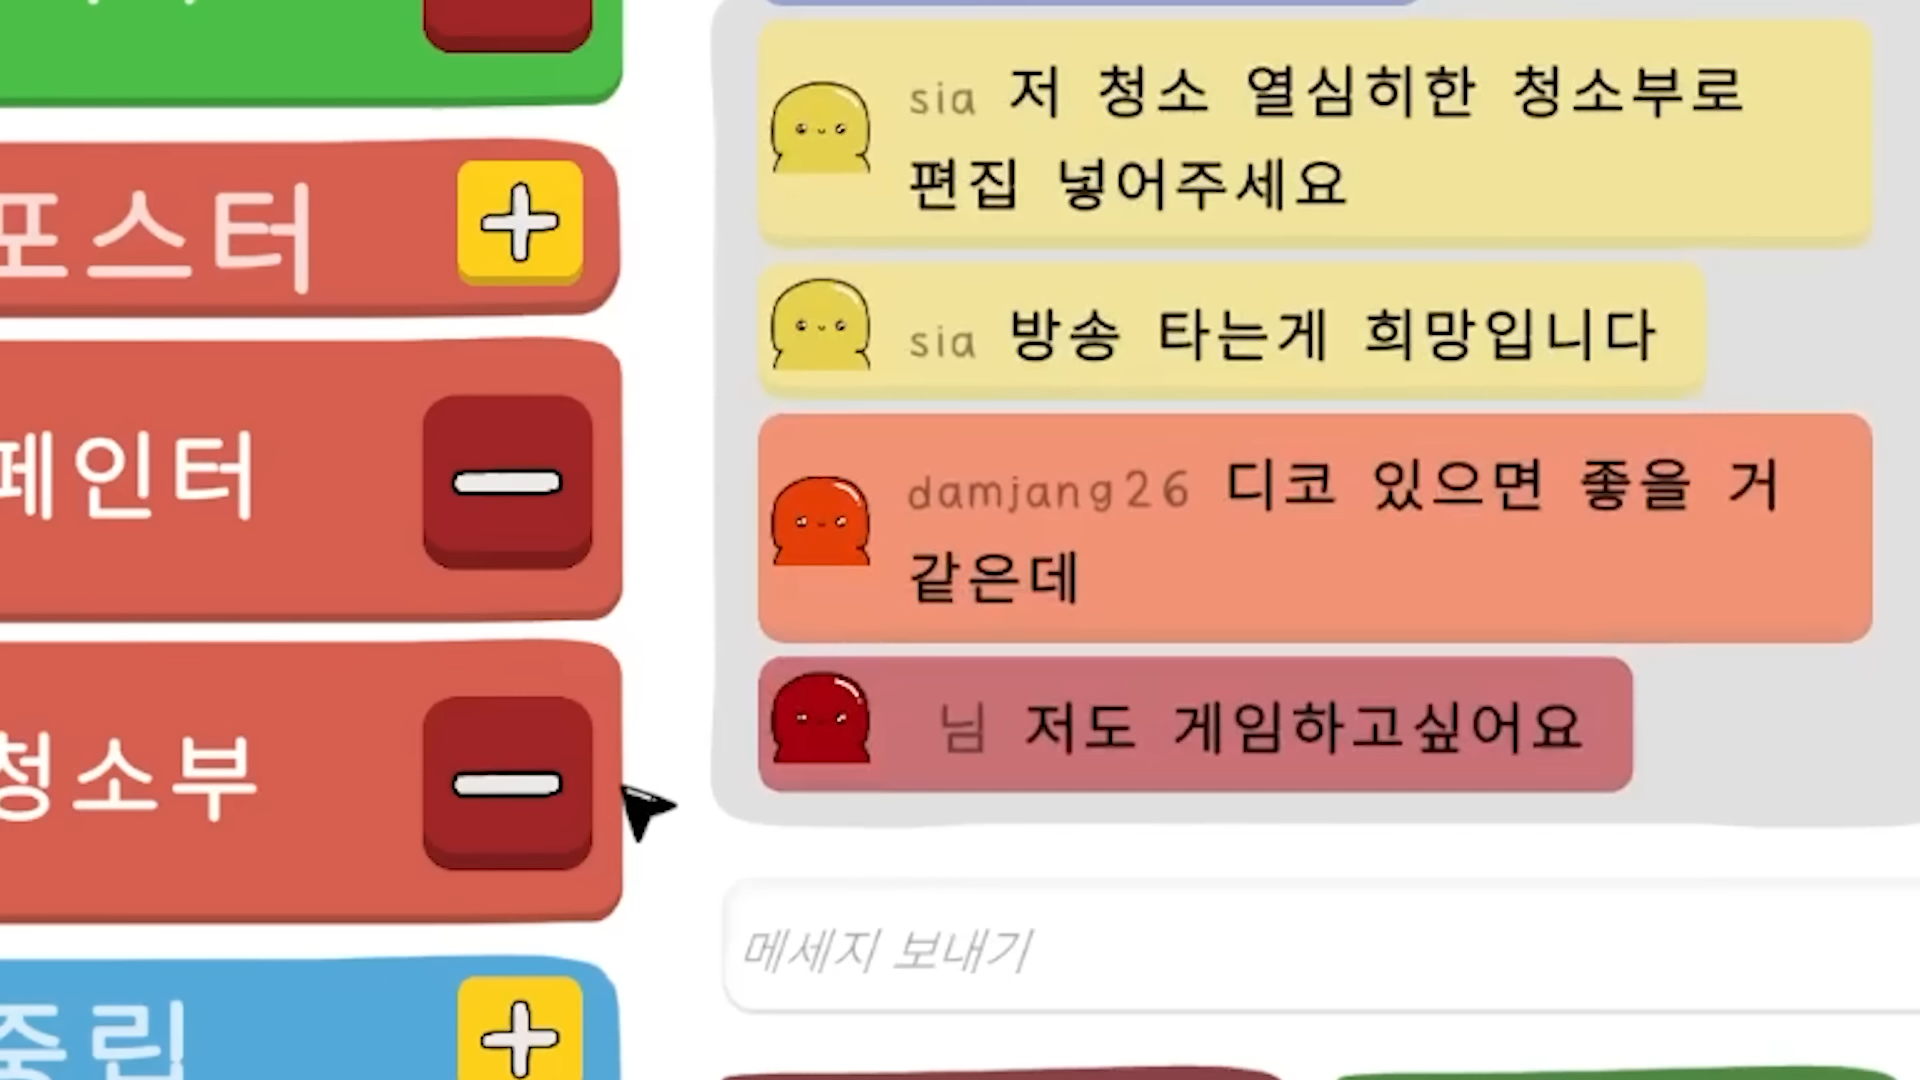 포스터
페인터
청소부
중립
sia 저 청소 열심히한 청소부로
편집 넣어주세요
sia 방송 타는게 희망입니다
damjang26 디코 있으면 좋을 거
같은데
님 저도 게임하고싶어요
메세지 보내기